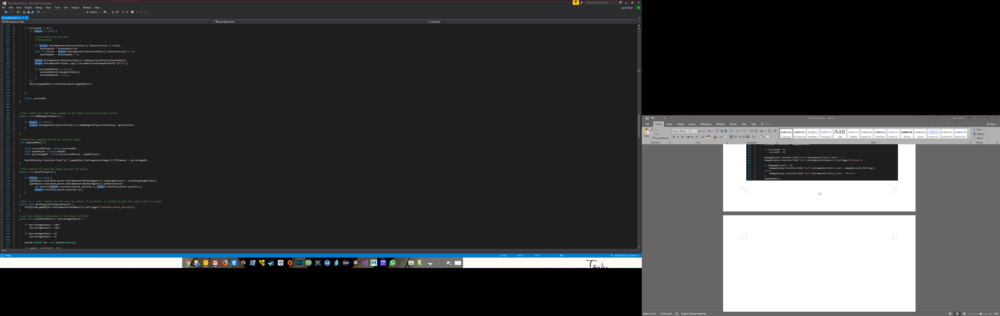 EnemyBaseClass.cs - Microsoft Visual Studio
Quick Launch (Ctrl+Q)
File Edit View Project Debug Team Tools Test Analyze Window Help
sayim khan SK
Attach...
EnemyBaseClass.cs
Miscellaneous Files EnemyBaseClass Update()
276
277 if (currentHP == 0) {
278 if (player != null) {
279
280 //Calculating the Exp Gain
281 //baseExpGain
282
283 if (player.GetComponent<CharacterStats>().CharacterLevel == Level)
284 baseExpGain = baseExpGain/10;
285 else if ((Level - player.GetComponent<CharacterStats>().CharacterLevel) <= 2)
286 baseExpGain = baseExpGain / 2;
287
288 player.GetComponent<CharacterStats>().addExperiencePoints(baseExpGain);
289 player.GetComponent<Player_Log>().incrementTotalEnemyDefeated("Spirit");
290
291 if (actionOnDefeat != null) {
292 actionOnDefeat.DynamicInvoke();
293 actionOnDefeat = null;
294 }
295 }
296 Destroy(gameObject.transform.parent.gameObject);
297
298
299 }
300
301 return currentHP;
302 }
303
304
305
306 //this method will Add Enemey damage to the Player and decrease their health
307 public void addDamageToPlayer() {
308
309 if (player != null) {
310 player.GetComponent<CharacterStats>().addDamageToPlayer(AttackStat, AgilityStat);
311 }
312
313 }
314
315 //method for updating the HP Bar in World Space
316 void updateHPBar() {
317
318 float currentHPFloat = (float)currentHP;
319 float maxHPFloat = (float)MaxHP;
320 float percentageHP = (float)(currentHPFloat / maxHPFloat);
321
322 HealthDisplay.transform.Find("Bar").gameObject.GetComponent<Image>().fillAmount = percentageHP;
323 }
324
325 //this method will make the enemy approach the player
326 public void moveToPlayer() {
327
328 if (player != null) {
329 gameObject.transform.parent.GetComponent<NavMeshAgent>().stoppingDistance = savedStoppingDistance;
330 gameObject.transform.parent.GetComponent<NavMeshAgent>().SetDestination(
331 new Vector3(player.transform.parent.position.x, player.transform.parent.position.y,
332 player.transform.parent.position.z));
333 }
334 }
335
336 //this is a 'tell' method and will warn the player of an attack, in attempt to give the player time to prepare
337 public void warnPlayerOfStandardAttack() {
338 TellSystem.gameObject.GetComponent<Animator>().SetTrigger("standard_attack_warning");
339 }
340
341 //use this method to determine if the attack will hit
342 public bool willHitChance(int percentageChance) {
343
344 if (percentageChance > 100)
345 percentageChance = 100;
346
347 if (percentageChance < 0)
348 percentageChance = 0;
349
350 System.Random rnd = new System.Random();
351
352 int genNo = rnd.Next(0, 101);
63 %
Ready Ln 133 Col 17 Ch 17 INS Add to Source Control
Ps W M
Tsuk
Dissertation.docx - Word sayim khan
File Home Insert Design Layout References Mailings Review View Help Search Share
Paste Cut Copy Format Painter
Calibri (Body) 11
AaBbCcDc AaBbCcDc AaBbC AaBbCcC AaB AaBbCcD AaBbCcDc AaBbCcDc AaBbCcDc AaBbCcDc AaBbCcDc AaBbCcDc AaBbCcDc AaBbCcDc
1 Normal No Spacing Heading 1 Heading 2 Title Subtitle Subtle Em... Emphasis Intense E... Strong Quote Intense Q... Subtle Ref... Intense Re...
Find Replace Select
Clipboard Font Paragraph Styles Editing
262 currentHP = currentHP - damageReceived;
263
264 if (currentHP < 0)
265 currentHP = 0;
266
267 DamageDisplay.transform.Find("Text").GetComponent<Text>().text = "";
268 DamageDisplay.transform.Find("Text").GetComponent<Animator>().SetTrigger("display");
269
270 if (damageReceived != 0)
271 DamageDisplay.transform.Find("Text").GetComponent<Text>().text = damageReceived.ToString();
272 else {
273 DamageDisplay.transform.Find("Text").GetComponent<Text>().text = "Missed";
274 }
275 updateHPBar();
29
Page 31 of 32 11220 words English (United Kingdom) 130%